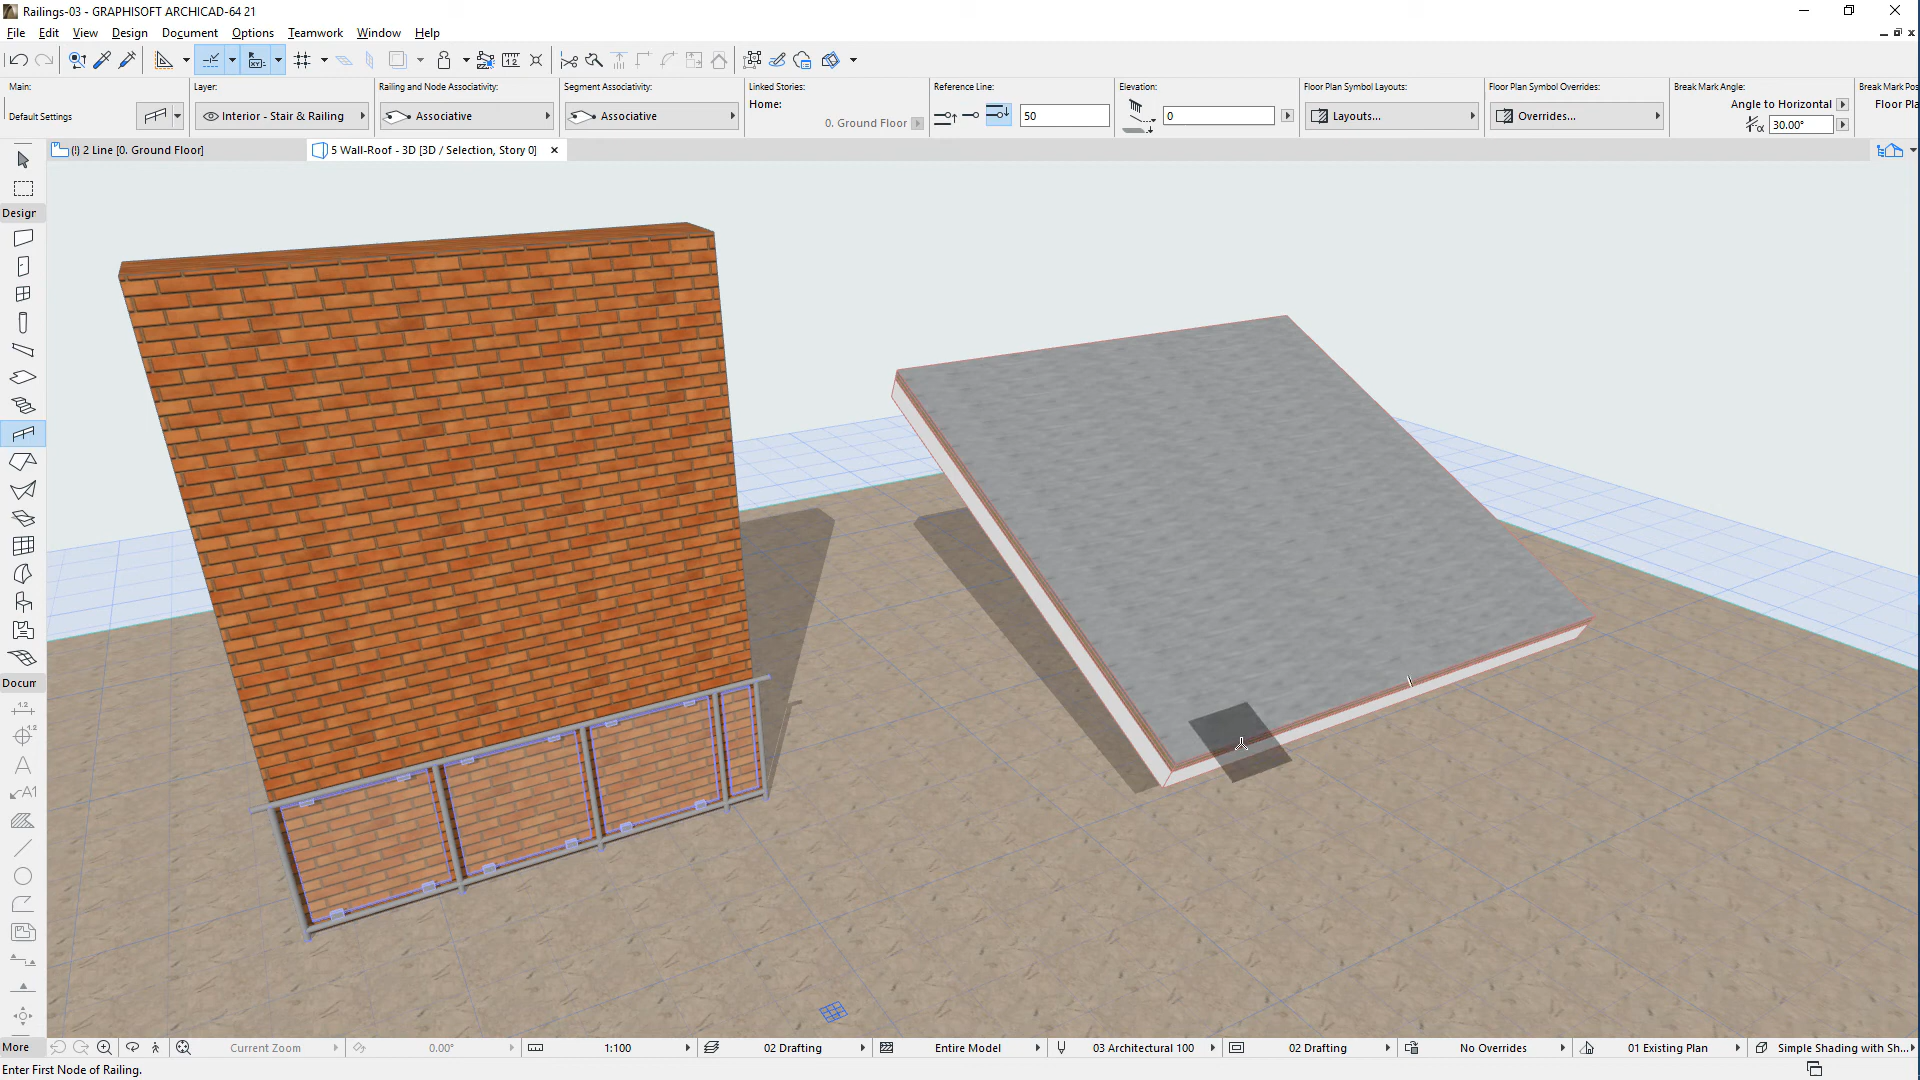 Railings-03 - GRAPHISOFT ARCHICAD-64 21
File Edit View Design Document Options Teamwork Window Help
Main: Layer: Railing and Node Associativity: Segment Associativity: Linked Stories: Reference Line: Elevation: Floor Plan Symbol Layouts: Floor Plan Symbol Overrides: Break Mark Angle: Break Mark Pos
Home: Angle to Horizontal Floor Pla
Default Settings Interior - Stair & Railing Associative Associative 0. Ground Floor 50 0 Layouts... Overrides... 30.00°
(!) 2 Line [0. Ground Floor] 5 Wall-Roof - 3D [3D / Selection, Story 0]
Design
Docum
1.2
1.2
A
A1
More Current Zoom 0.00° 1:100 02 Drafting Entire Model 03 Architectural 100 02 Drafting No Overrides 01 Existing Plan Simple Shading with Sh...
Enter First Node of Railing.